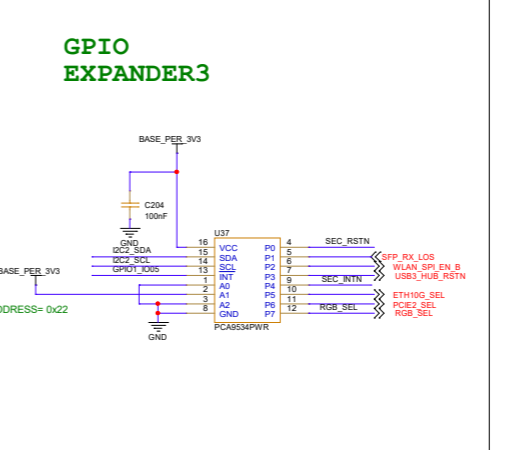 GPIO
EXPANDER3
BASE_PER_3V3
C204
100nF
GND
U37
I2C2_SDA
I2C2_SCL
GPIO1_IO05
BASE_PER_3V3
16 VCC P0 4 SEC_RSTN
15 SDA P1 5 SFP_RX_LOS
14 SCL P2 6 WLAN_SPI_EN_B
13 INT P3 7 USB3_HUB_RSTN
1 A0 P4 9 SEC_INTN
2 A1 P5 10 ETH10G_SEL
3 A2 P6 11 PCIE2_SEL
8 GND P7 12 RGB_SEL RGB_SEL
DDRESS= 0x22
PCA9534PWR
GND